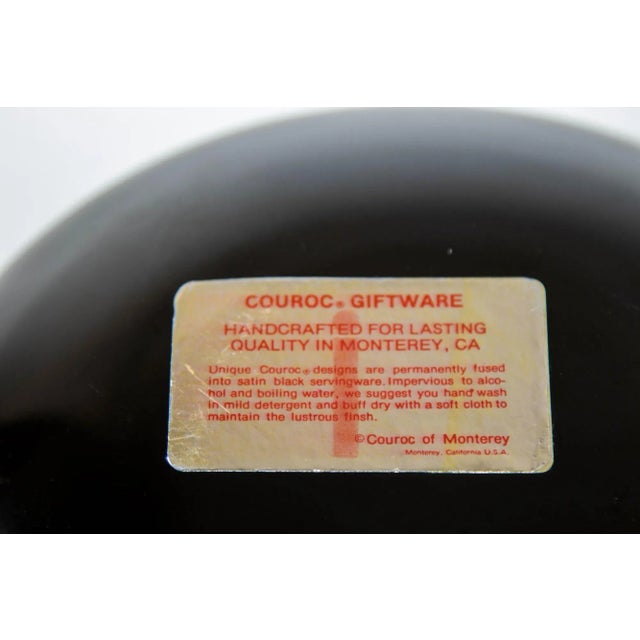 COUROC® GIFTWARE
HANDCRAFTED FOR LASTING
QUALITY IN MONTEREY, CA
Unique Couroc® designs are permanently fused
into satin black servingware. Impervious to alco-
hol and boiling water, we suggest you hand wash
in mild detergent and buff dry with a soft cloth to
maintain the lustrous finsh.
©Couroc of Monterey
Monterey, California U.S.A.